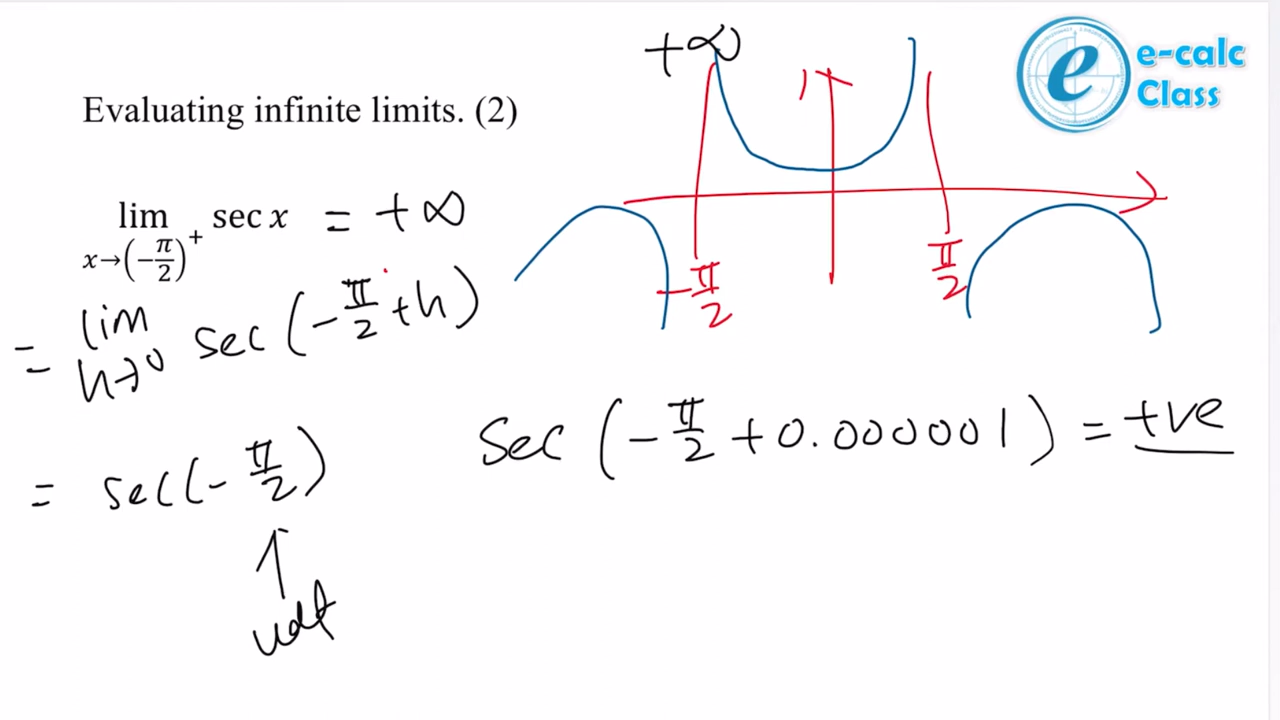 +∞
e e-calc
Class
Evaluating infinite limits. (2)
lim x→(-π/2)⁺ sec x = +∞
-π/2
π/2
= lim h→0 sec(-π/2 + h)
sec(-π/2 + 0.000001) = +ve
= sec(-π/2)
↑
udf